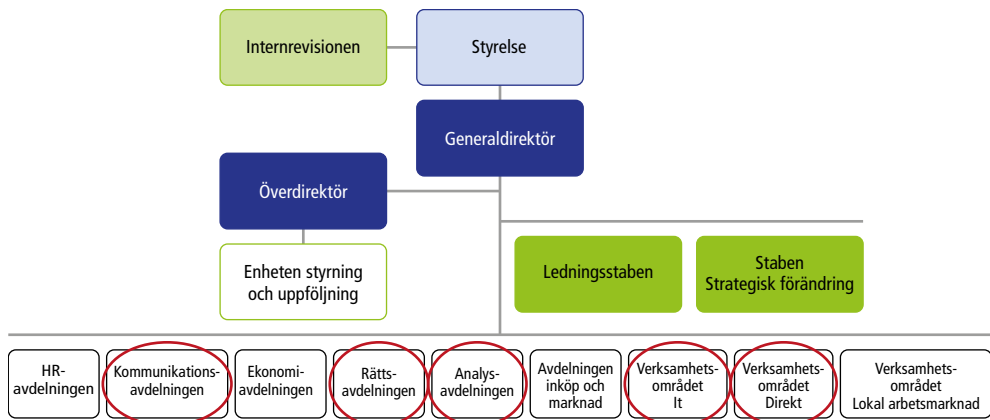 Internrevisionen
Styrelse
Generaldirektör
Överdirektör
Enheten styrning
och uppföljning
Ledningsstaben
Staben
Strategisk förändring
HR-
avdelningen
Kommunikations-
avdelningen
Ekonomi-
avdelningen
Rätts-
avdelningen
Analys-
avdelningen
Avdelningen
inköp och
marknad
Verksamhets-
området
It
Verksamhets-
området
Direkt
Verksamhets-
området
Lokal arbetsmarknad